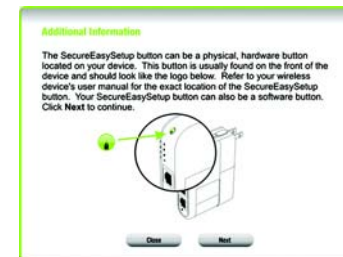 Additional Information
The SecureEasySetup button can be a physical, hardware button
located on your device. This button is usually found on the front of the
device and should look like the logo below. Refer to your wireless
device's user manual for the exact location of the SecureEasySetup
button. Your SecureEasySetup button can also be a software button.
Click Next to continue.
Close Next